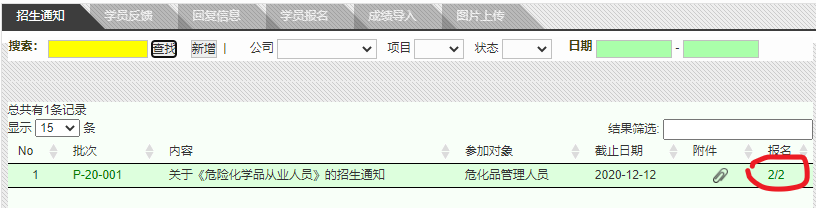 招生通知 学员反馈 回复信息 学员报名 成绩导入 图片上传
搜索: 查找 新增 | 公司 项目 状态 日期 -
总共有1条记录
显示 15 条 结果筛选:
No 批次 内容 参加对象 截止日期 附件 报名
1 P-20-001 关于《危险化学品从业人员》的招生通知 危化品管理人员 2020-12-12 2/2